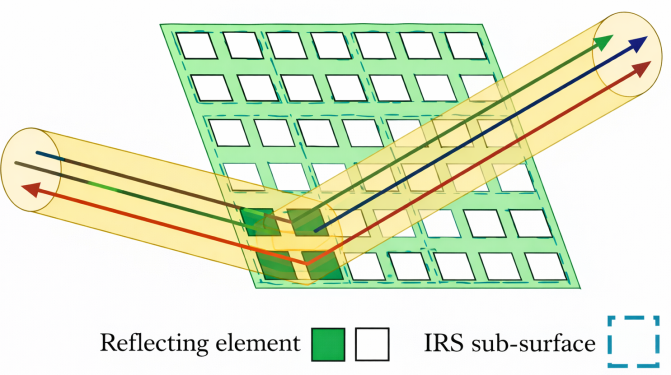 Reflecting element
IRS sub-surface